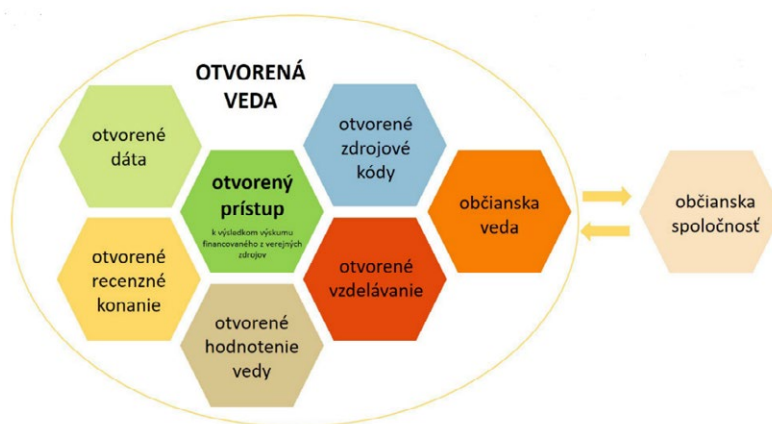 OTVORENÁ
VEDA
otvorené
dáta
otvorené
zdrojové
kódy
otvorený
prístup
k výsledkom výskumu
financovaného z verejných
zdrojov
občianska
veda
občianska
spoločnosť
otvorené
recenzné
konanie
otvorené
vzdelávanie
otvorené
hodnotenie
vedy